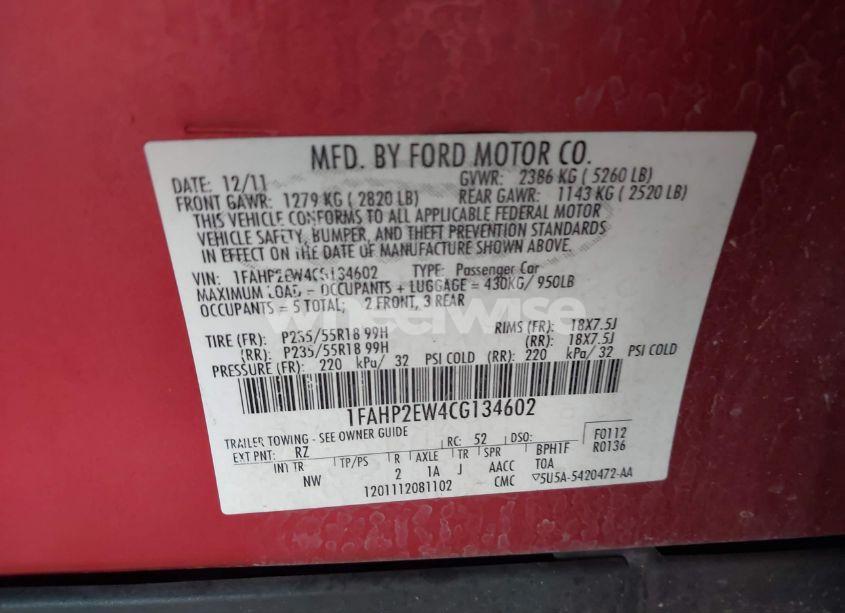 MFD. BY FORD MOTOR CO.
DATE: 12/11 GVWR: 2386 KG ( 5260 LB)
FRONT GAWR: 1279 KG ( 2820 LB) REAR GAWR: 1143 KG ( 2520 LB)
THIS VEHICLE CONFORMS TO ALL APPLICABLE FEDERAL MOTOR
VEHICLE SAFETY, BUMPER, AND THEFT PREVENTION STANDARDS
IN EFFECT ON THE DATE OF MANUFACTURE SHOWN ABOVE.
VIN: 1FAHP2EW4CG134602 TYPE: Passenger Car
MAXIMUM LOAD = OCCUPANTS + LUGGAGE = 430KG/ 950LB
OCCUPANTS = 5 TOTAL; 2 FRONT, 3 REAR
wheelwise
TIRE (FR): P235/55R18 99H RIMS (FR): 18X7.5J
(RR): P235/55R18 99H (RR): 18X7.5J
PRESSURE (FR): 220 kPa/ 32 PSI COLD (RR): 220 kPa/ 32 PSI COLD
1FAHP2EW4CG134602
TRAILER TOWING - SEE OWNER GUIDE RC: 52 DSO: F0112
EXT PNT: RZ BPH1F R0136
INT TR TP/PS R AXLE TR SPR TOA
NW 2 1A J AACC
1201112081102 CMC ▽5U5A-5420472-AA